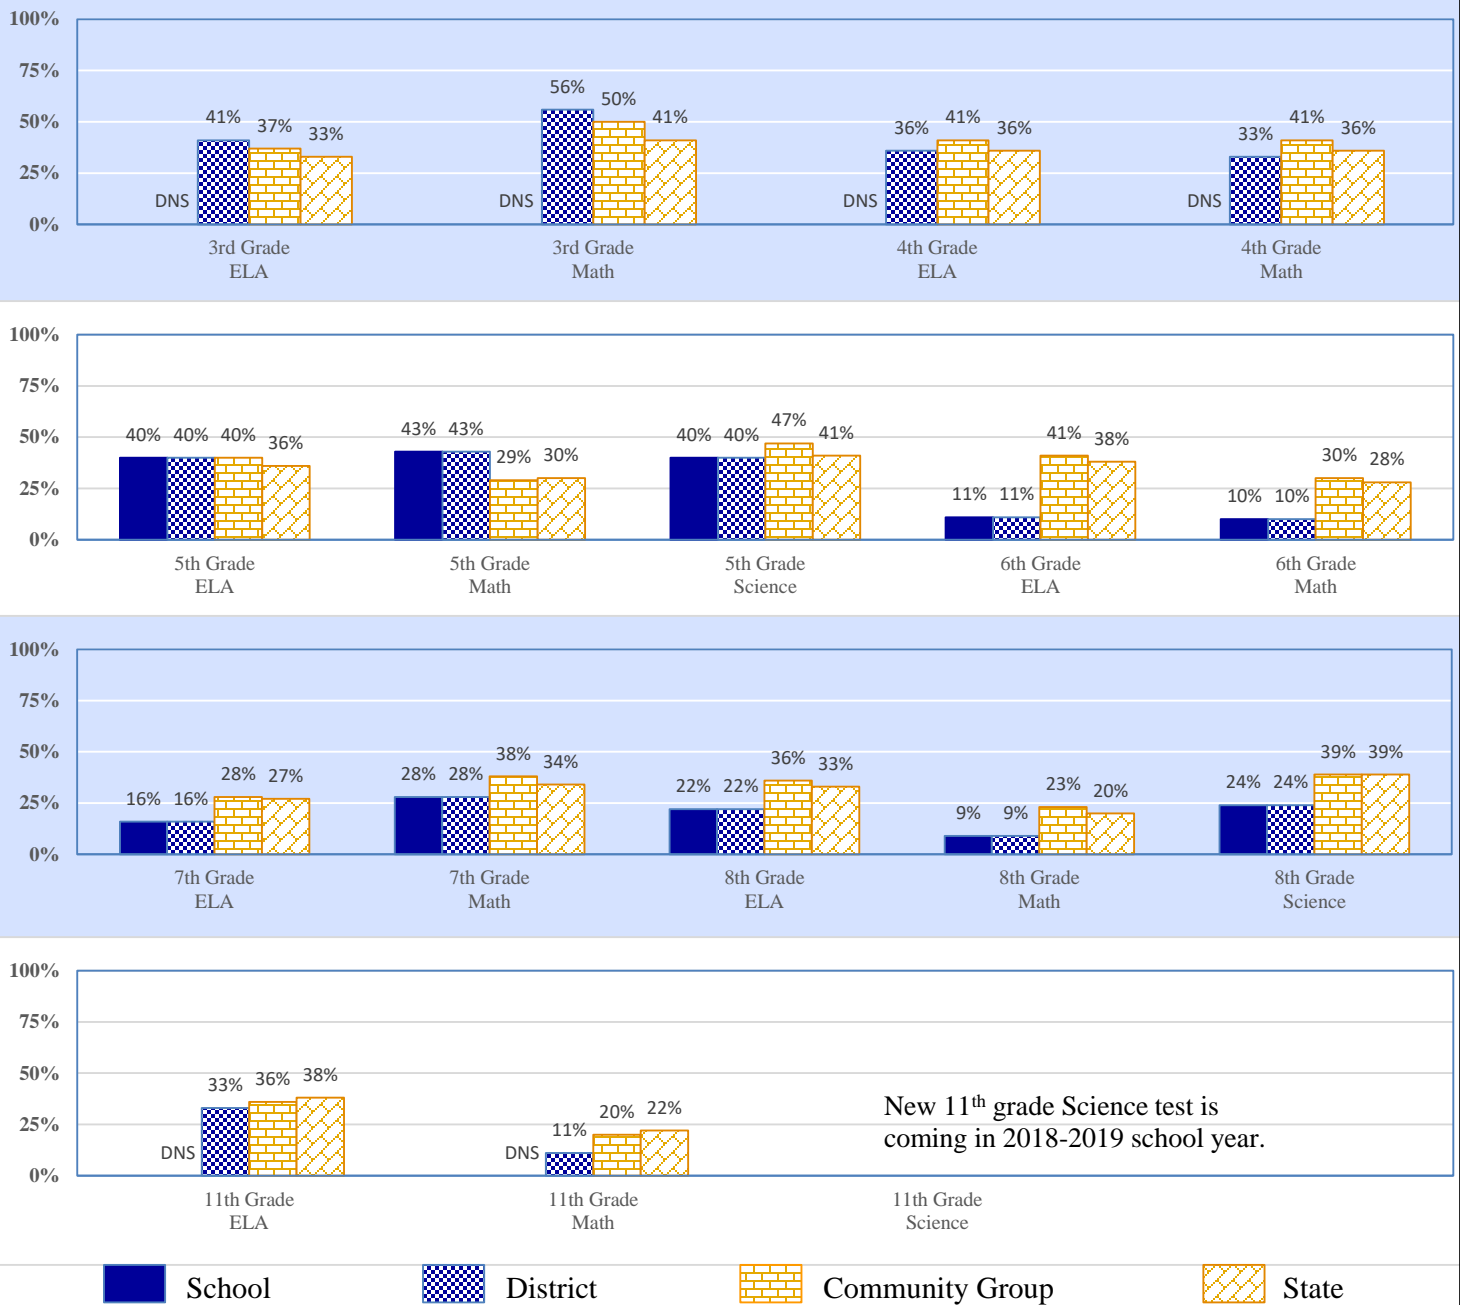 100%
75%
50%
25%
0%
41% 37% 33%
56% 50% 41%
36% 41% 36%
33% 41% 36%
DNS DNS DNS DNS
3rd Grade
ELA
3rd Grade
Math
4th Grade
ELA
4th Grade
Math
100%
75%
50%
25%
0%
40% 40% 40% 36%
43% 43% 29% 30%
40% 40% 47% 41%
11% 11% 41% 38%
10% 10% 30% 28%
5th Grade
ELA
5th Grade
Math
5th Grade
Science
6th Grade
ELA
6th Grade
Math
100%
75%
50%
25%
0%
16% 16% 28% 27%
28% 28% 38% 34%
22% 22% 36% 33%
9% 9% 23% 20%
24% 24% 39% 39%
7th Grade
ELA
7th Grade
Math
8th Grade
ELA
8th Grade
Math
8th Grade
Science
100%
75%
50%
25%
0%
DNS 33% 36% 38%
DNS 11% 20% 22%
New 11th grade Science test is
coming in 2018-2019 school year.
11th Grade
ELA
11th Grade
Math
11th Grade
Science
School District Community Group State